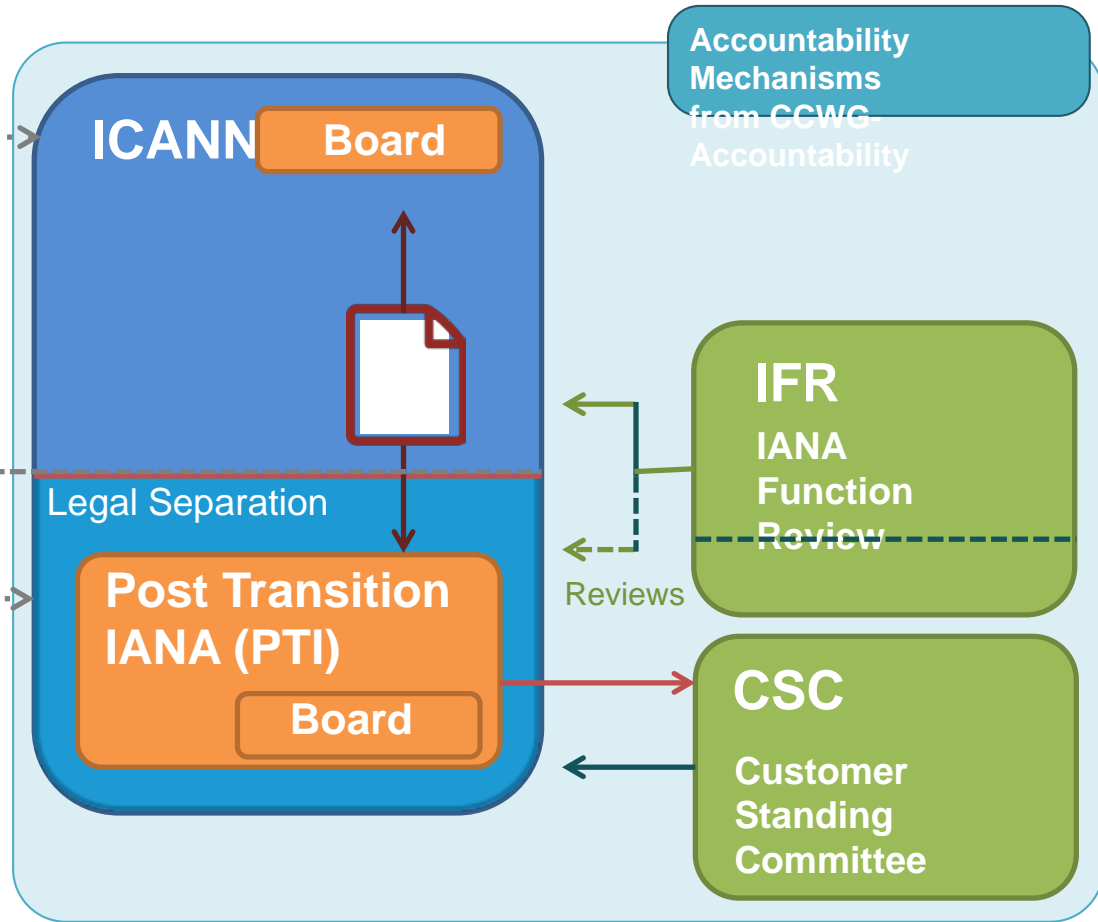 Accountability
Mechanisms
from CCWG-
Accountability
ICANN
Board
IFR
IANA
Function
Review
Legal Separation
Reviews
Post Transition
IANA (PTI)
Board
CSC
Customer
Standing
Committee